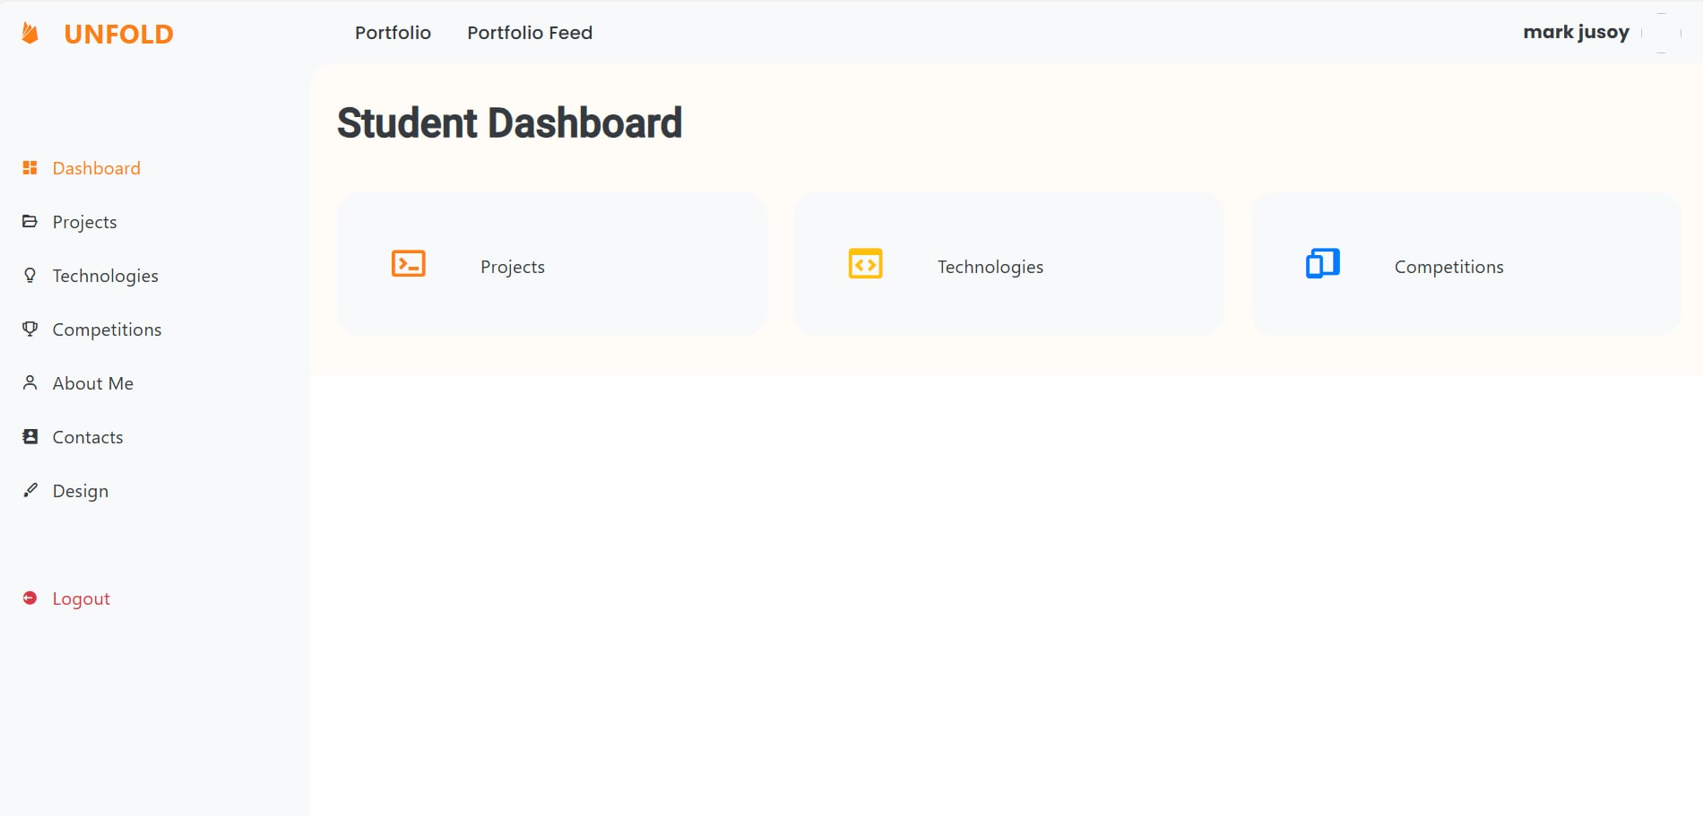 UNFOLD
Portfolio
Portfolio Feed
mark jusoy
Dashboard
Projects
Technologies
Competitions
About Me
Contacts
Design
Logout
Student Dashboard
Projects
Technologies
Competitions